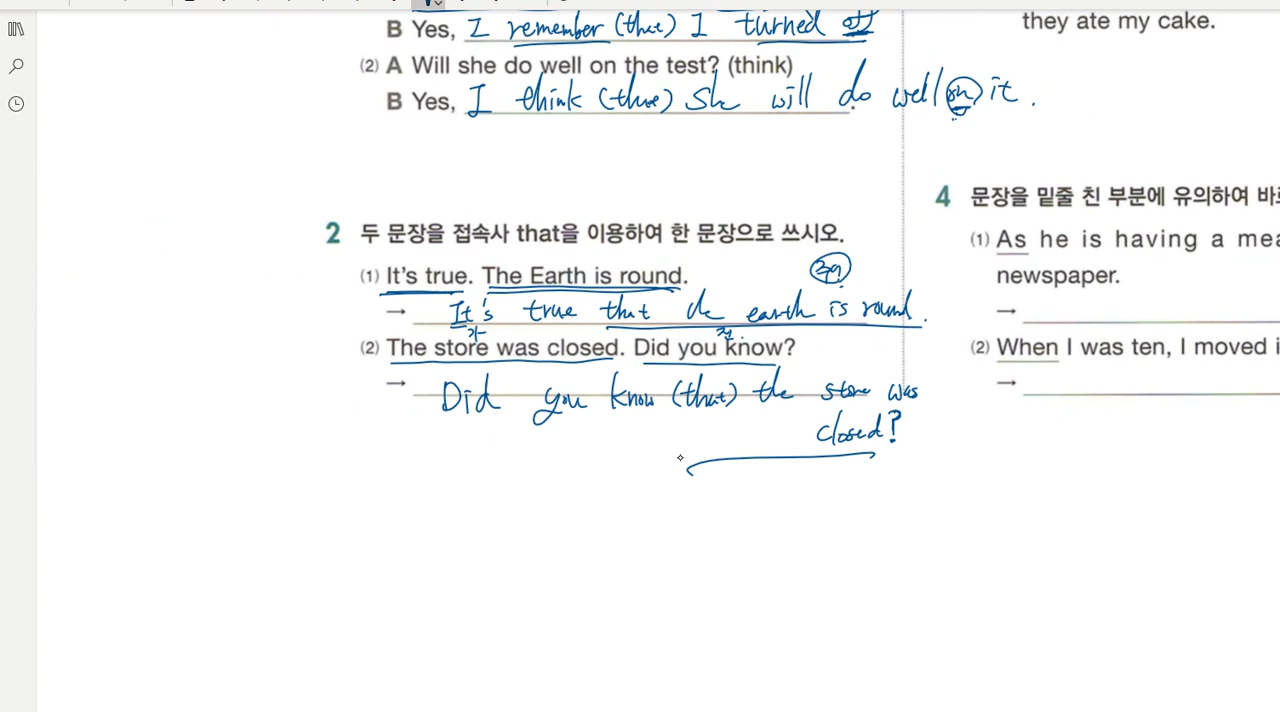 B Yes, I remember (that) I turned off
(2) A Will she do well on the test? (think)
B Yes, I think (that) she will do well on it.
2 두 문장을 접속사 that을 이용하여 한 문장으로 쓰시오.
(1) It's true. The Earth is round.
→ It's true that the earth is round.
가
(2) The store was closed. Did you know?
→ Did you know (that) the store was
closed?
they ate my cake.
4 문장을 밑줄 친 부분에 유의하여 바르
(1) As he is having a mea
newspaper.
→
(2) When I was ten, I moved i
→